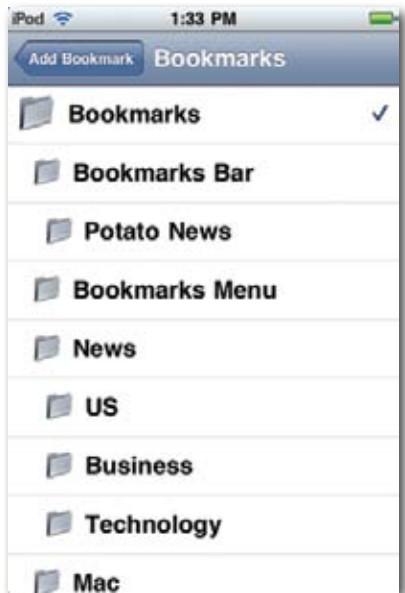 iPod 1:33 PM
Add Bookmark Bookmarks
Bookmarks
Bookmarks Bar
Potato News
Bookmarks Menu
News
US
Business
Technology
Mac